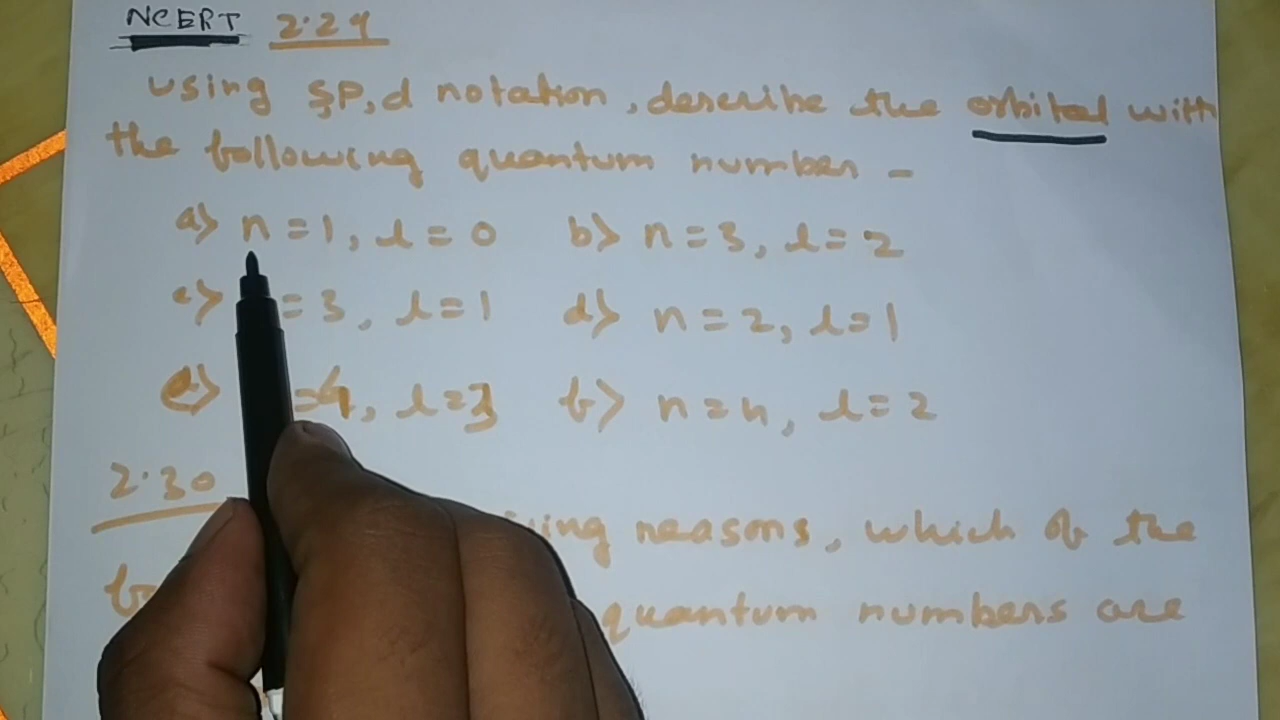 NCERT 2.29
using s,p,d notation, describe the orbital with
the following quantum number -
a) n=1, l=0 b) n=3, l=2
c) =3, l=1 d) n=2, l=1
e) =4, l=3 f) n=4, l=2
2.30 reasons, which of the
quantum numbers are